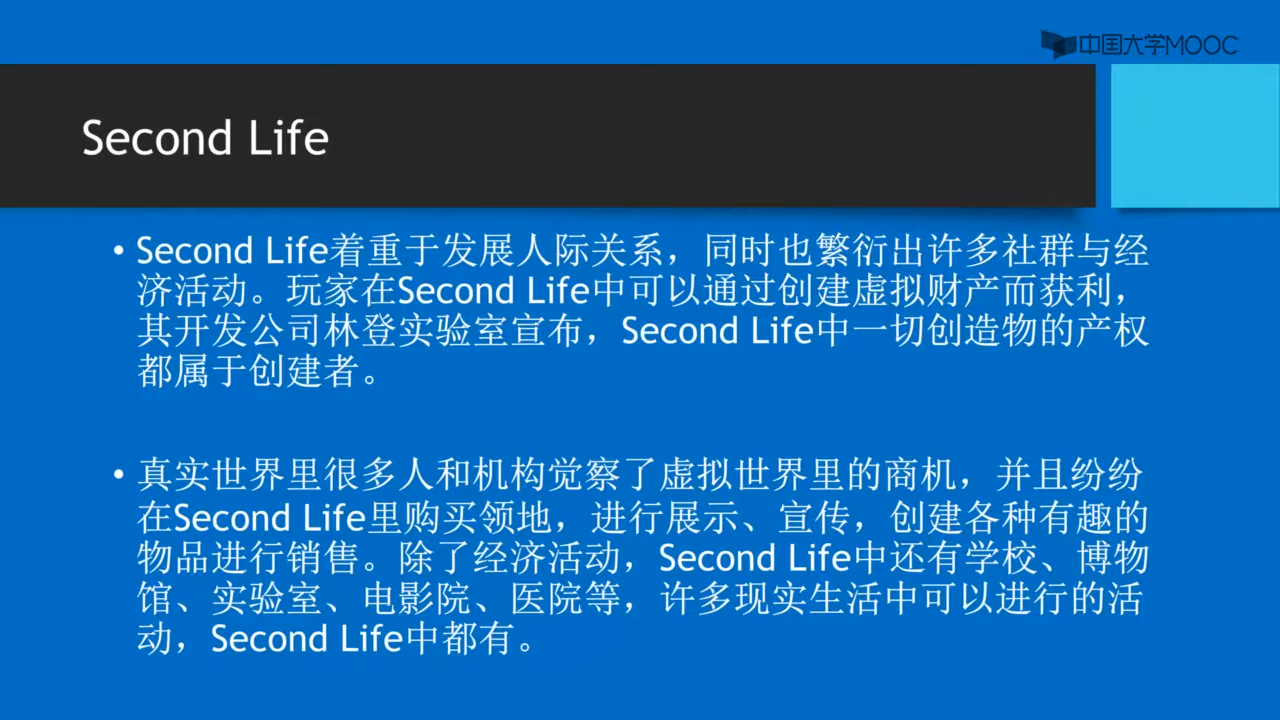 中国大学MOOC
Second Life
• Second Life着重于发展人际关系，同时也繁衍出许多社群与经
济活动。玩家在Second Life中可以通过创建虚拟财产而获利，
其开发公司林登实验室宣布，Second Life中一切创造物的产权
都属于创建者。
• 真实世界里很多人和机构觉察了虚拟世界里的商机，并且纷纷
在Second Life里购买领地，进行展示、宣传，创建各种有趣的
物品进行销售。除了经济活动，Second Life中还有学校、博物
馆、实验室、电影院、医院等，许多现实生活中可以进行的活
动，Second Life中都有。